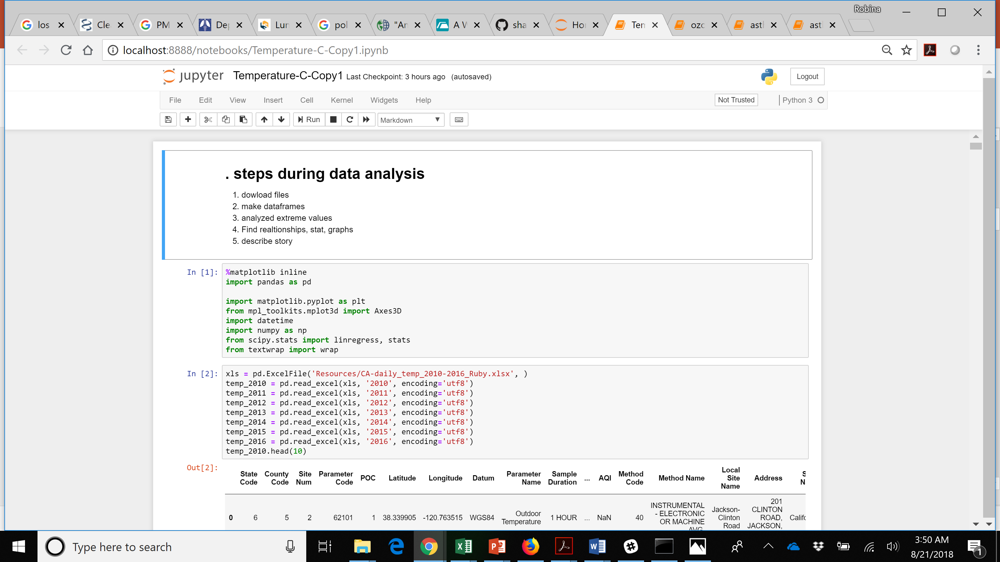 Robina
los
Cle
PM
De
Lun
pol
"An
A W
sha
Ho
Ten
ozo
ast
ast
localhost:8888/notebooks/Temperature-C-Copy1.ipynb
jupyter Temperature-C-Copy1 Last Checkpoint: 3 hours ago (autosaved)
Logout
File Edit View Insert Cell Kernel Widgets Help
Not Trusted
Python 3
Run
Markdown
. steps during data analysis
1. dowload files
2. make dataframes
3. analyzed extreme values
4. Find realtionships, stat, graphs
5. describe story
In [1]:
%matplotlib inline
import pandas as pd
import matplotlib.pyplot as plt
from mpl_toolkits.mplot3d import Axes3D
import datetime
import numpy as np
from scipy.stats import linregress, stats
from textwrap import wrap
In [2]:
xls = pd.ExcelFile('Resources/CA-daily_temp_2010-2016_Ruby.xlsx', )
temp_2010 = pd.read_excel(xls, '2010', encoding='utf8')
temp_2011 = pd.read_excel(xls, '2011', encoding='utf8')
temp_2012 = pd.read_excel(xls, '2012', encoding='utf8')
temp_2013 = pd.read_excel(xls, '2013', encoding='utf8')
temp_2014 = pd.read_excel(xls, '2014', encoding='utf8')
temp_2015 = pd.read_excel(xls, '2015', encoding='utf8')
temp_2016 = pd.read_excel(xls, '2016', encoding='utf8')
temp_2010.head(10)
Out[2]:
State Code
County Code
Site Num
Parameter Code
POC
Latitude
Longitude
Datum
Parameter Name
Sample Duration
...
AQI
Method Code
Method Name
Local Site Name
Address
0
6
5
2
62101
1
38.339905
-120.763515
WGS84
Outdoor Temperature
1 HOUR
...
NaN
40
INSTRUMENTAL
- ELECTRONIC
OR MACHINE
AVG.
Jackson-
Clinton
Road
201
CLINTON
ROAD,
JACKSON,
Califo
Type here to search
3:50 AM
8/21/2018
1